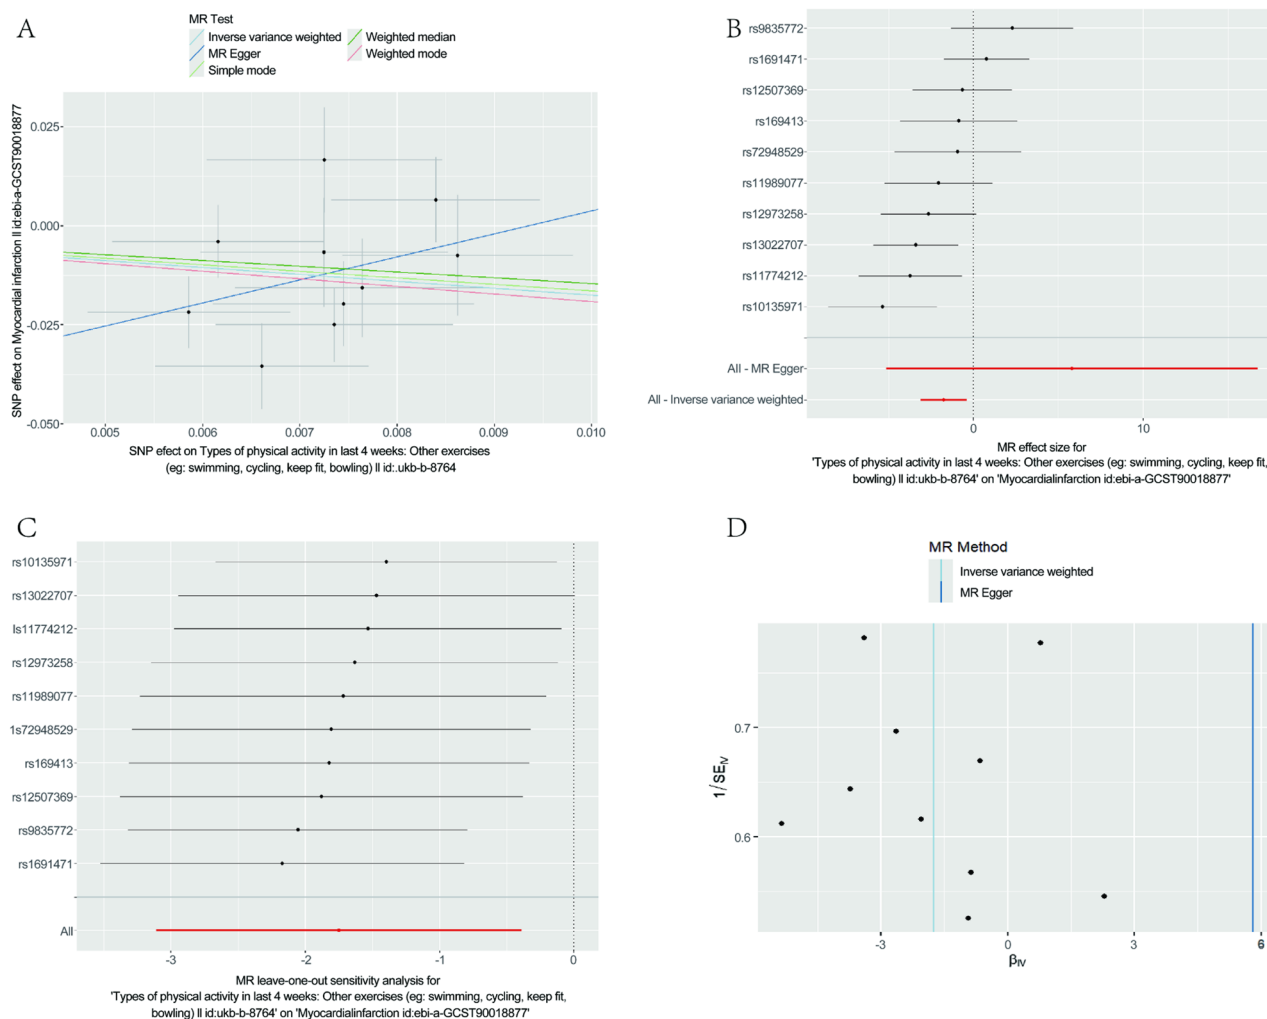 A
MR Test
Inverse variance weighted
Weighted median
MR Egger
Weighted mode
Simple mode
SNP effect on Myocardial infarction ll id:ebi-a-GCST90018877
0.025
0.000
-0.025
-0.050
0.005
0.006
0.007
0.008
0.009
0.010
SNP efect on Types of physical activity in last 4 weeks: Other exercises
(eg: swimming, cycling, keep fit, bowling) ll id:.ukb-b-8764
B
rs9835772
rs1691471
rs12507369
rs169413
rs72948529
rs11989077
rs12973258
rs13022707
rs11774212
rs10135971
All - MR Egger
All - Inverse variance weighted
0
10
MR effect size for
'Types of physical activity in last 4 weeks: Other exercises (eg: swimming, cycling, keep fit,
bowling) ll id:ukb-b-8764' on 'Myocardialinfarction id:ebi-a-GCST90018877'
C
rs10135971
rs13022707
ls11774212
rs12973258
rs11989077
1s72948529
rs169413
rs12507369
rs9835772
rs1691471
All
-3
-2
-1
0
MR leave-one-out sensitivity analysis for
'Types of physical activity in last 4 weeks: Other exercises (eg: swimming, cycling, keep fit,
bowling) ll id:ukb-b-8764' on 'Myocardialinfarction id:ebi-a-GCST90018877'
D
MR Method
Inverse variance weighted
MR Egger
1/SE_IV
0.7
0.6
-3
0
3
6
β_IV